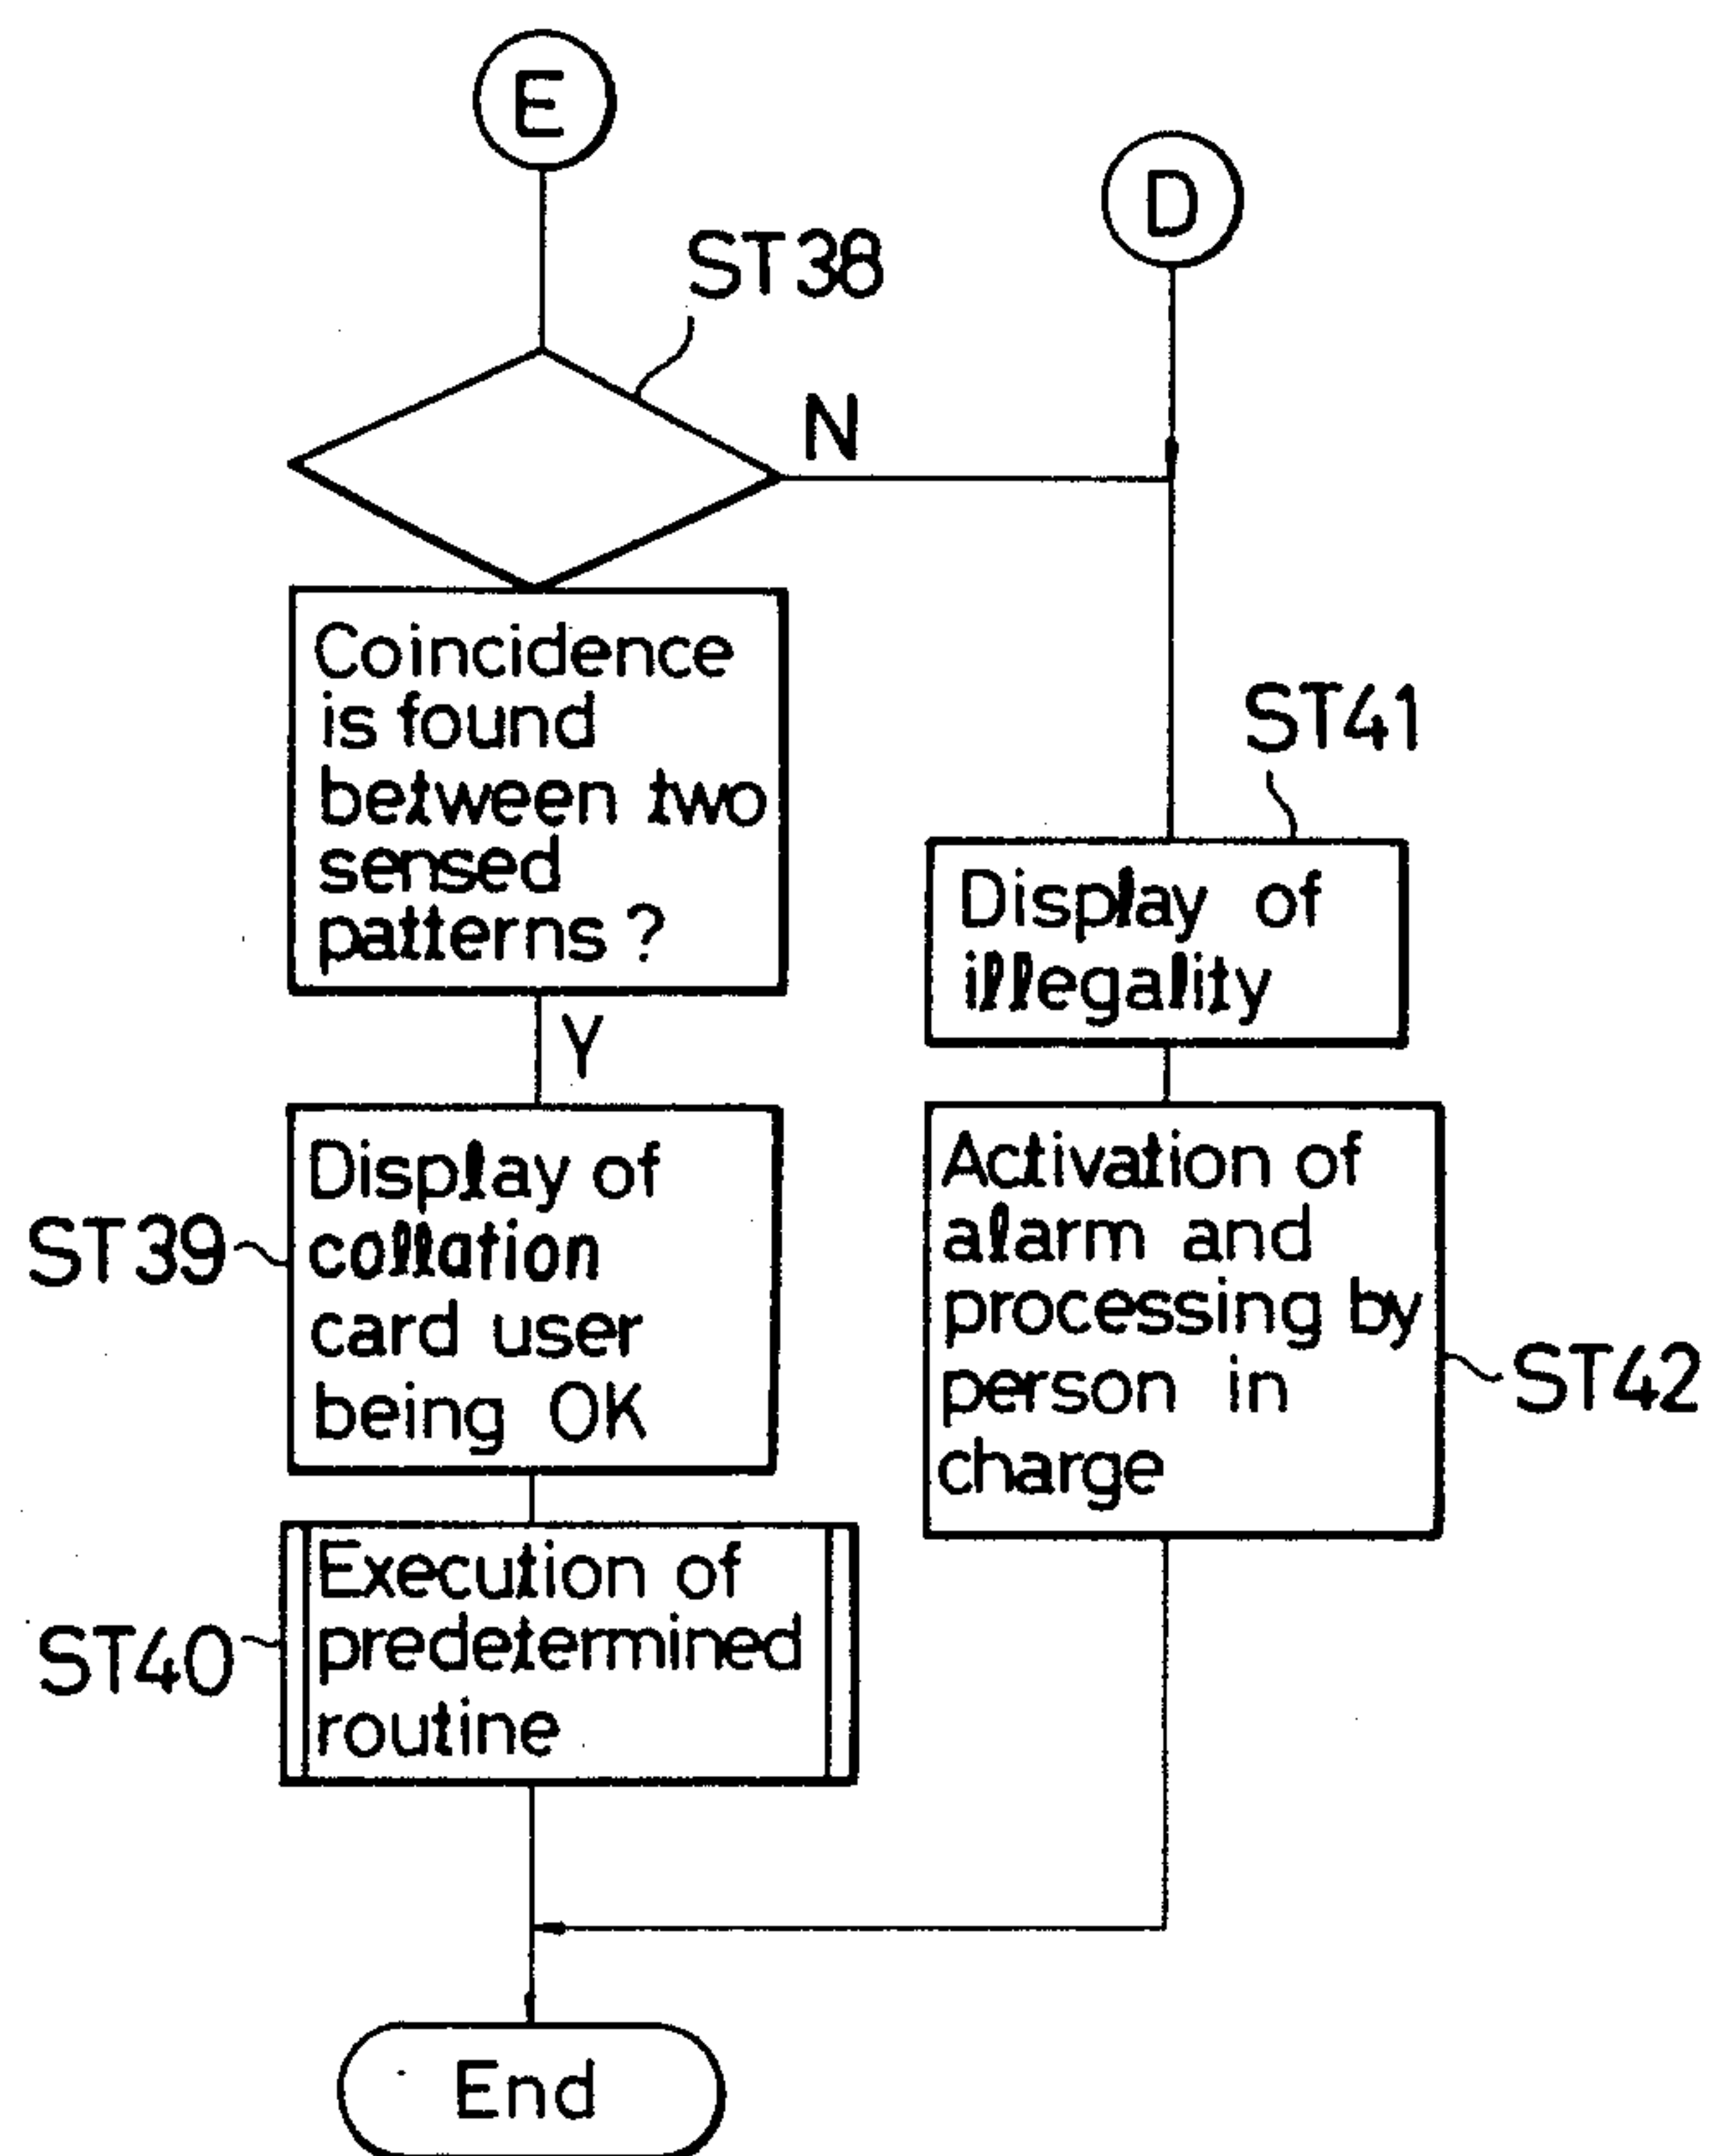 E
D
ST38
N
Coincidence
is found
between two
sensed
patterns ?
Y
ST39
Display of
collation
card user
being OK
ST40
Execution of
predetermined
routine
ST41
Display of
illegality
Activation of
alarm and
processing by
person in
charge
ST42
End